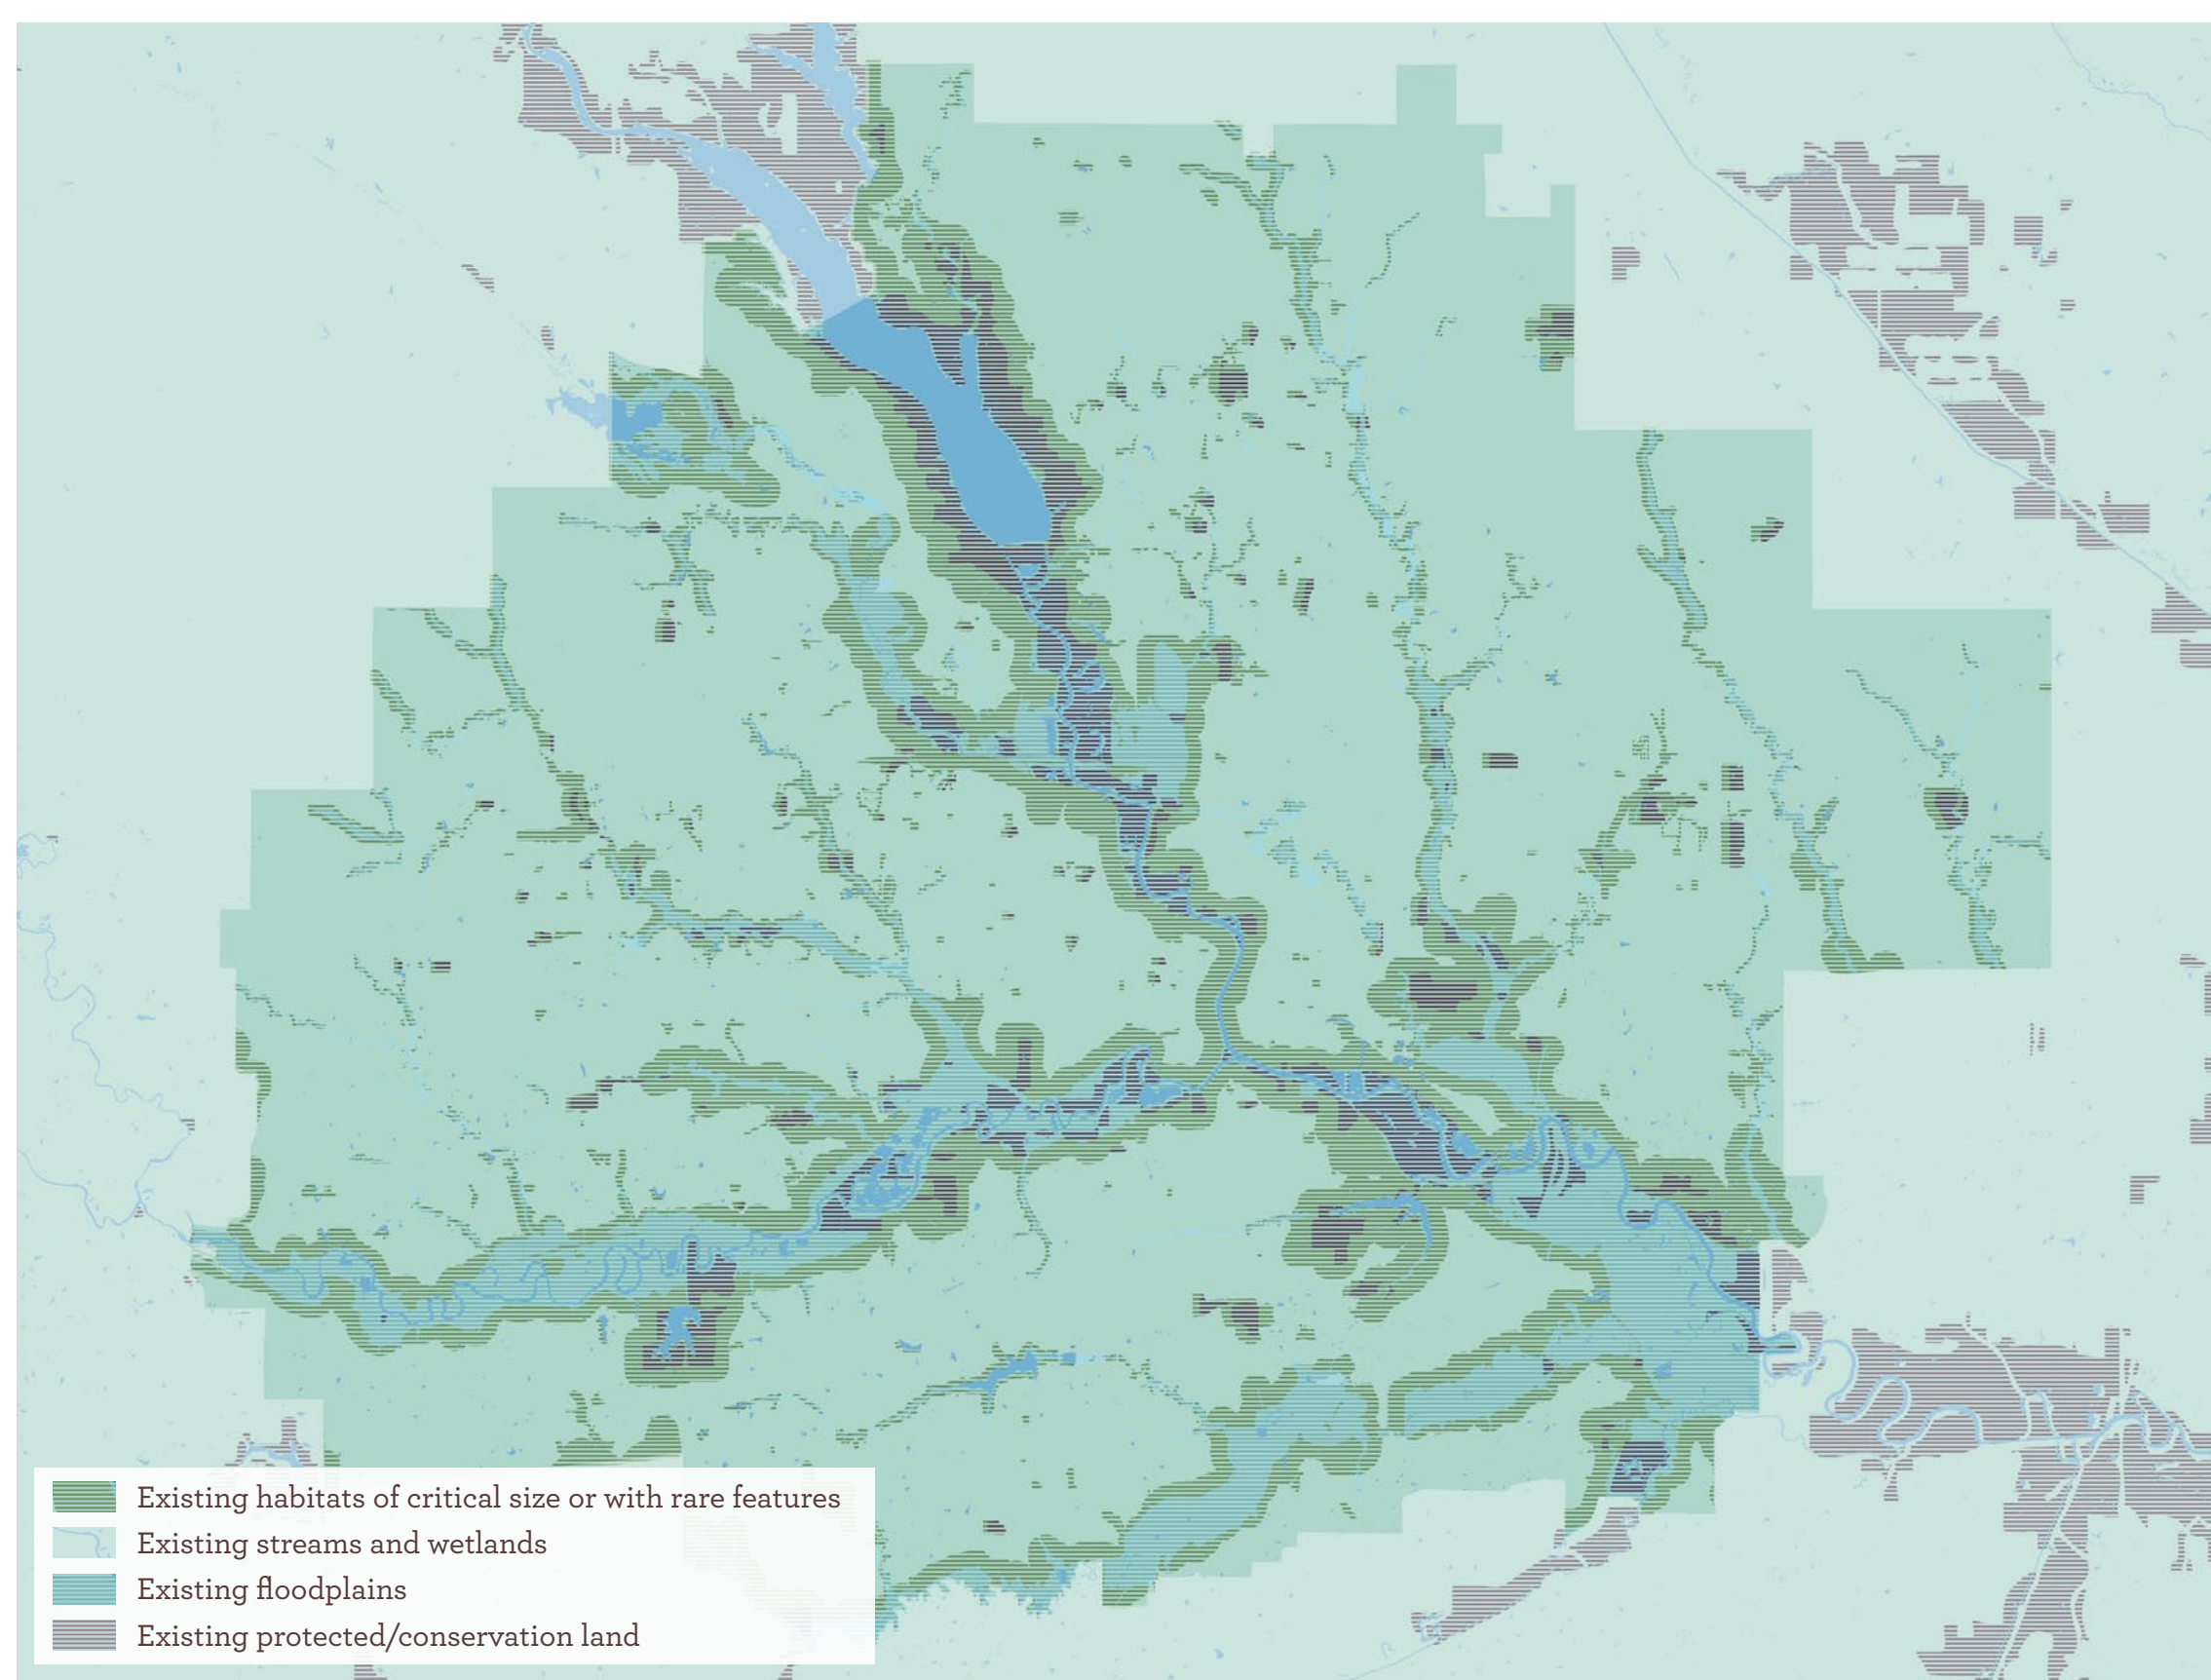 Existing habitats of critical size or with rare features
Existing streams and wetlands
Existing floodplains
Existing protected/conservation land